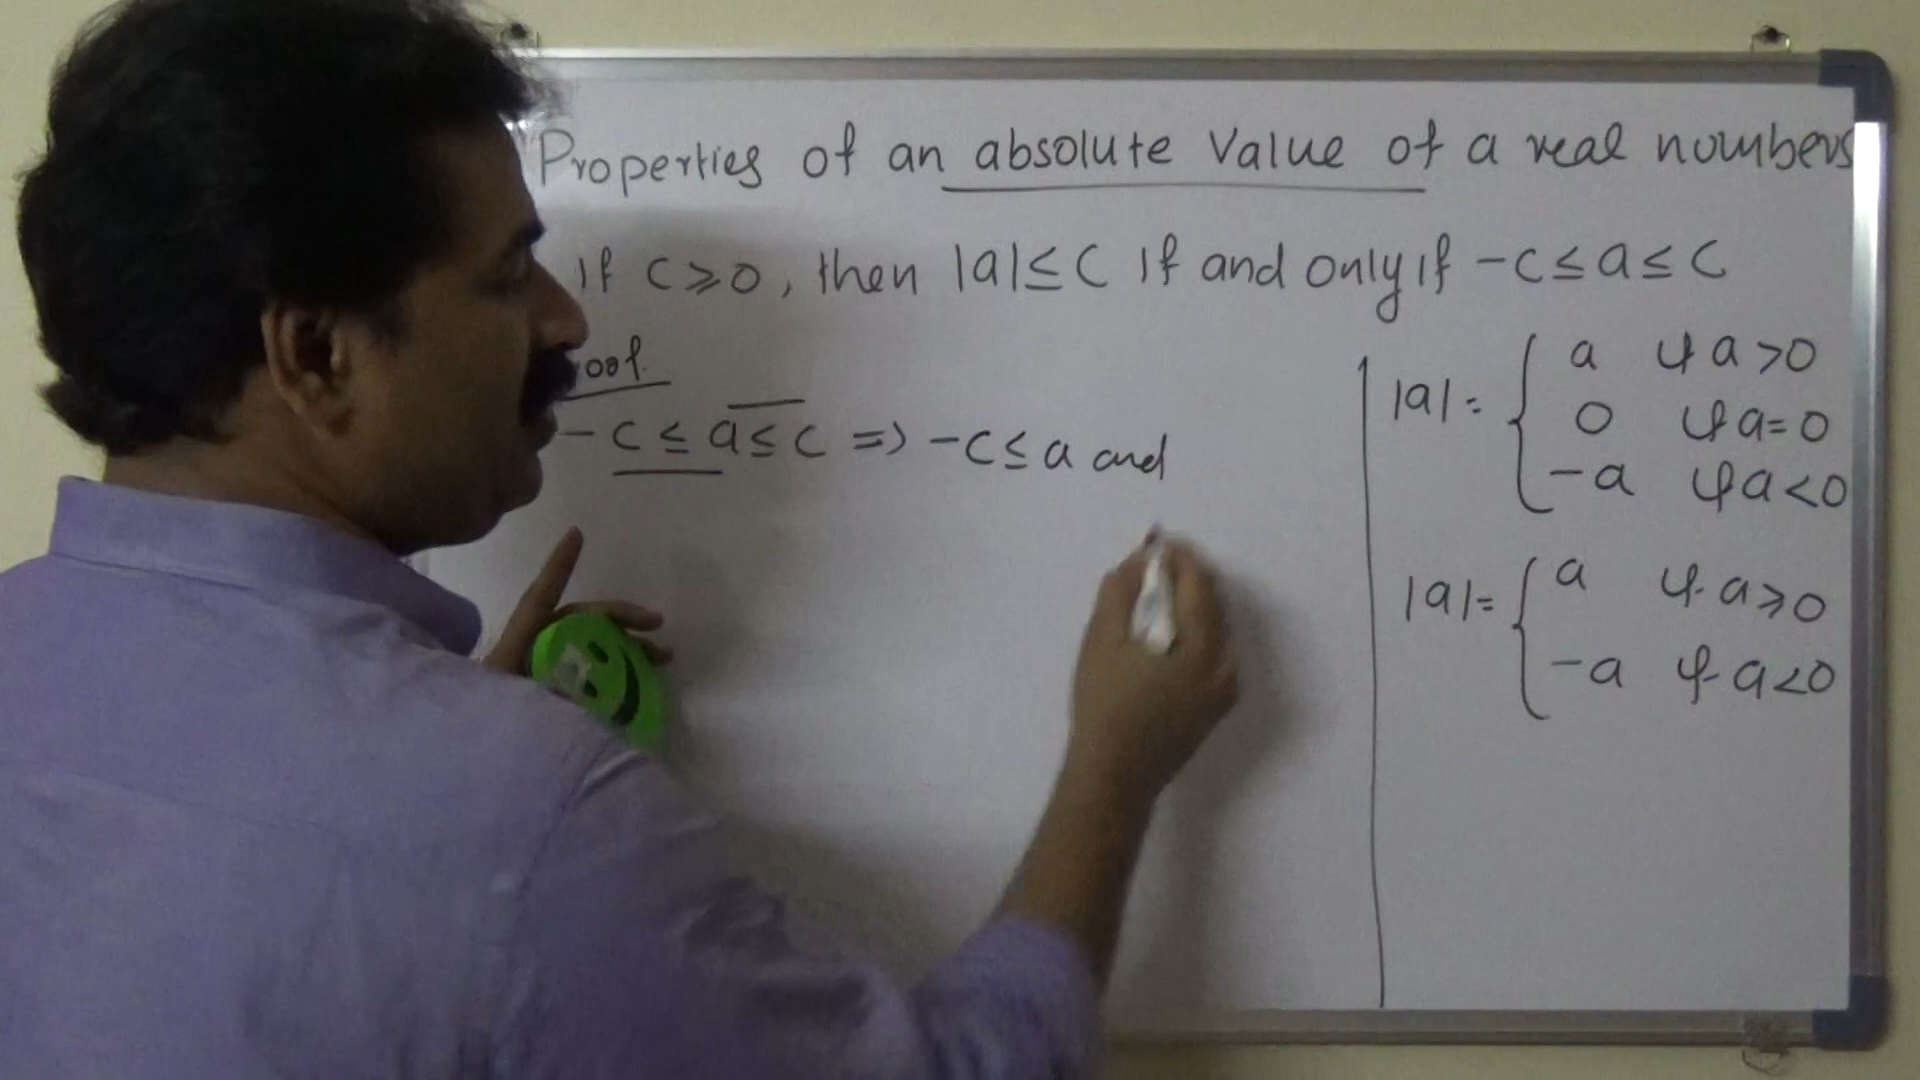 Properties of an absolute Value of a real numbers
If C ≥ 0, then |a| ≤ C If and only if -c ≤ a ≤ c
oof.
-c ≤ a ≤ c => -c ≤ a and
|a| = { a if a > 0
0 if a = 0
-a if a < 0
|a| = { a if a ≥ 0
-a if a < 0